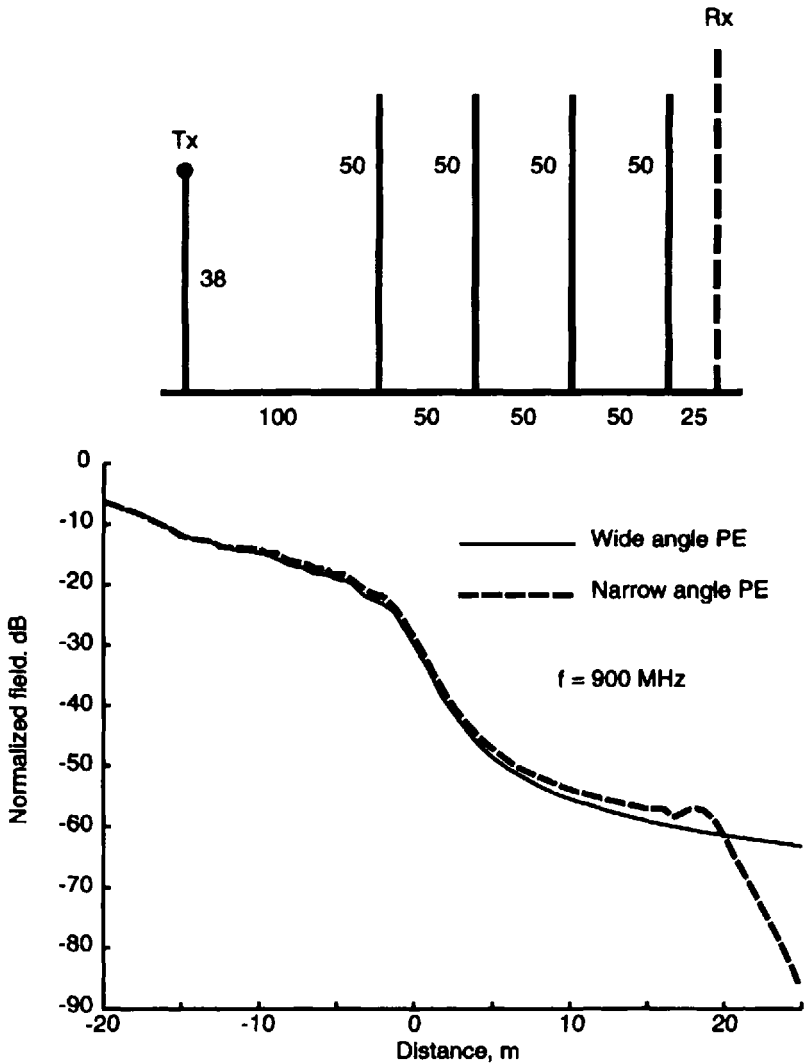 Rx
Tx
50 50 50 50
38
100 50 50 50 25
0
-10
-20
-30
-40
-50
-60
-70
-80
-90
Normalized field. dB
Wide angle PE
Narrow angle PE
f = 900 MHz
-20 -10 0 10 20
Distance, m